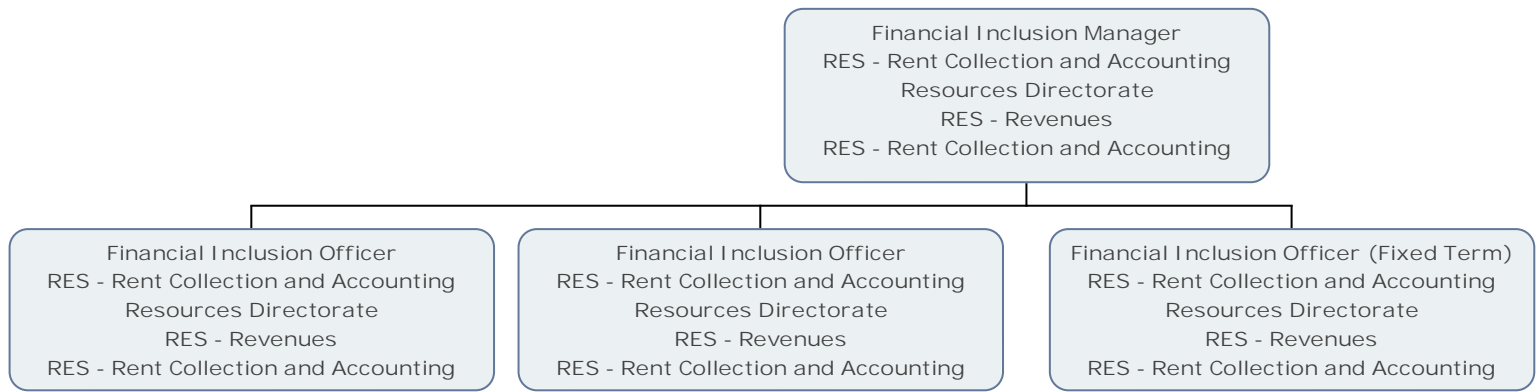 Financial Inclusion Manager
RES - Rent Collection and Accounting
Resources Directorate
RES - Revenues
RES - Rent Collection and Accounting
Financial Inclusion Officer
RES - Rent Collection and Accounting
Resources Directorate
RES - Revenues
RES - Rent Collection and Accounting
Financial Inclusion Officer
RES - Rent Collection and Accounting
Resources Directorate
RES - Revenues
RES - Rent Collection and Accounting
Financial Inclusion Officer (Fixed Term)
RES - Rent Collection and Accounting
Resources Directorate
RES - Revenues
RES - Rent Collection and Accounting